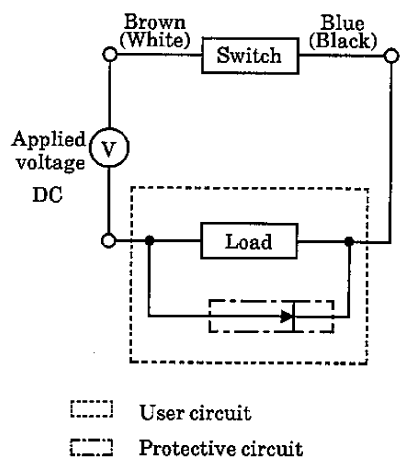 Brown
(White)
Blue
(Black)
Switch
Applied
voltage
V
DC
Load
User circuit
Protective circuit